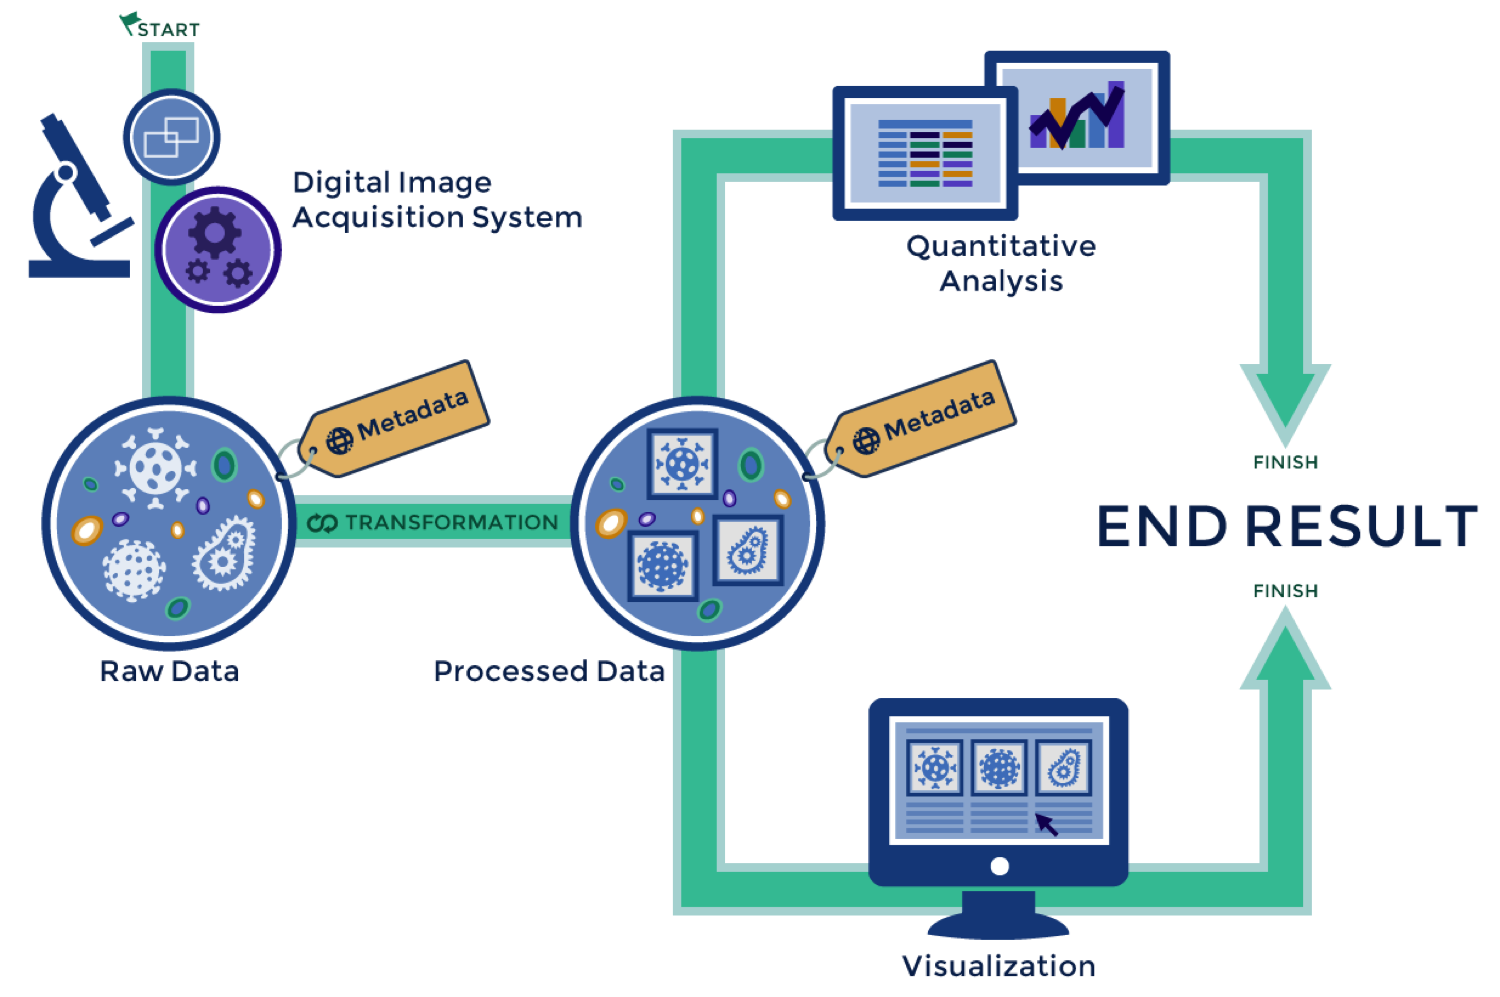 START
Digital Image
Acquisition System
Metadata
TRANSFORMATION
Raw Data
Metadata
Processed Data
Quantitative
Analysis
FINISH
END RESULT
FINISH
Visualization